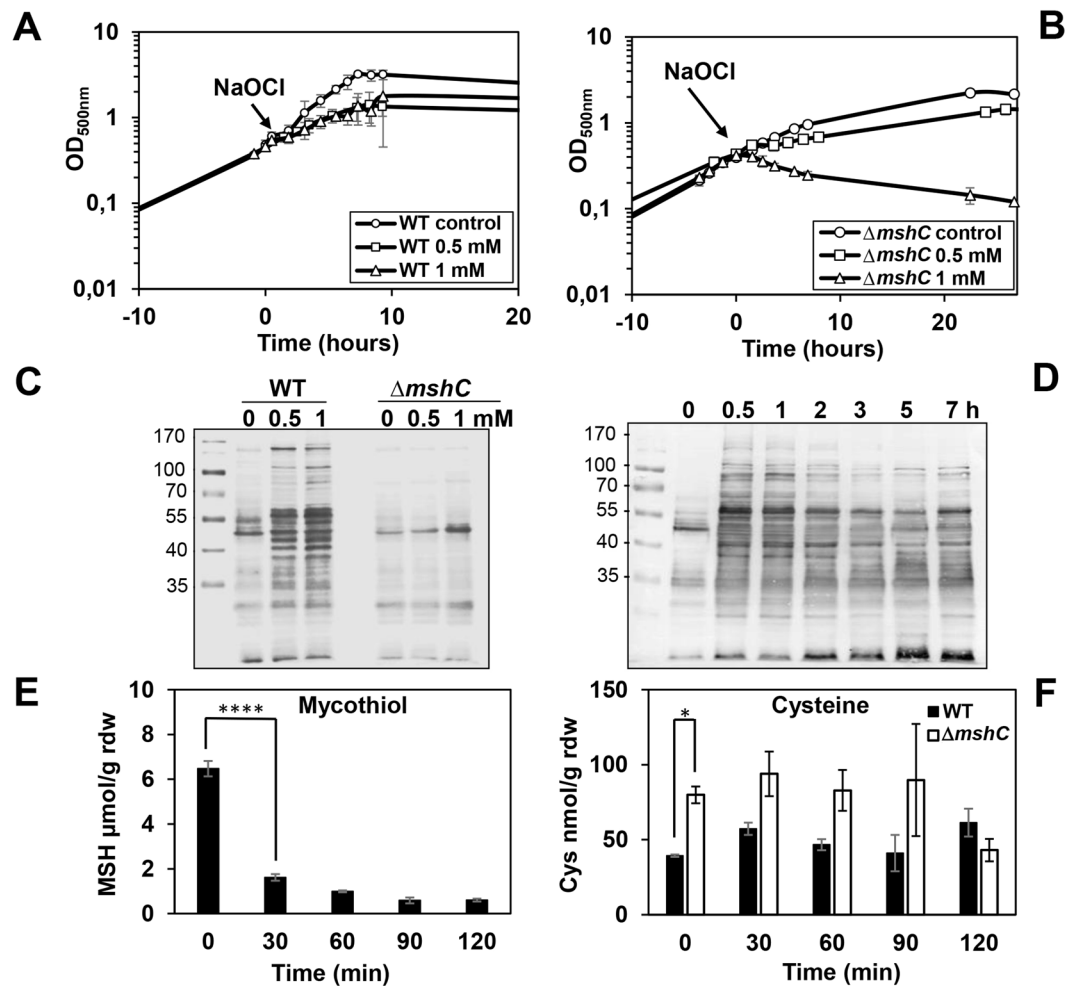 A
B
10
1
0,1
0,01
OD500nm
NaOCl
WT control
WT 0.5 mM
WT 1 mM
-10 0 10 20
Time (hours)
10
1
0,1
0,01
OD500nm
NaOCl
ΔmshC control
ΔmshC 0.5 mM
ΔmshC 1 mM
-10 0 10 20
Time (hours)
C
WT ΔmshC
0 0.5 1 0 0.5 1 mM
170
100
70
55
40
35
D
0 0.5 1 2 3 5 7 h
170
100
70
55
40
35
E
Mycothiol
****
10
8
6
4
2
0
MSH µmol/g rdw
0 30 60 90 120
Time (min)
F
Cysteine
WT
ΔmshC
*
150
100
50
0
Cys nmol/g rdw
0 30 60 90 120
Time (min)